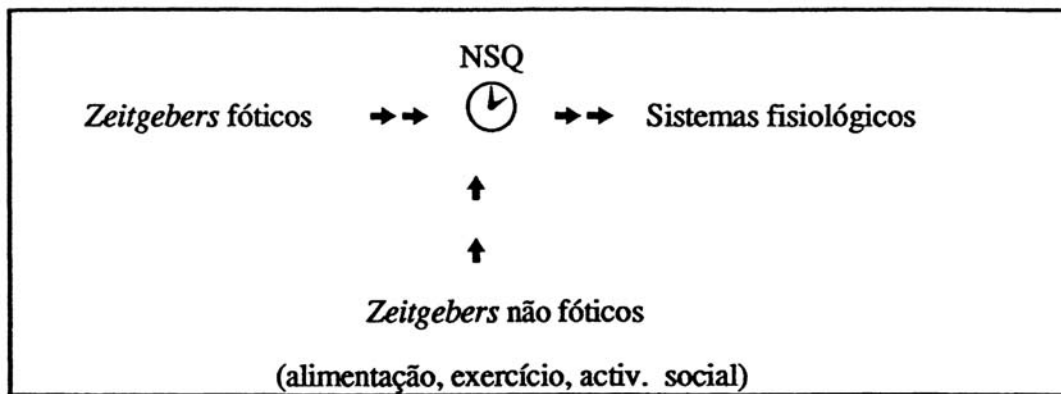 NSQ
Zeitgebers fóticos
Sistemas fisiológicos
Zeitgebers não fóticos
(alimentação, exercício, activ. social)